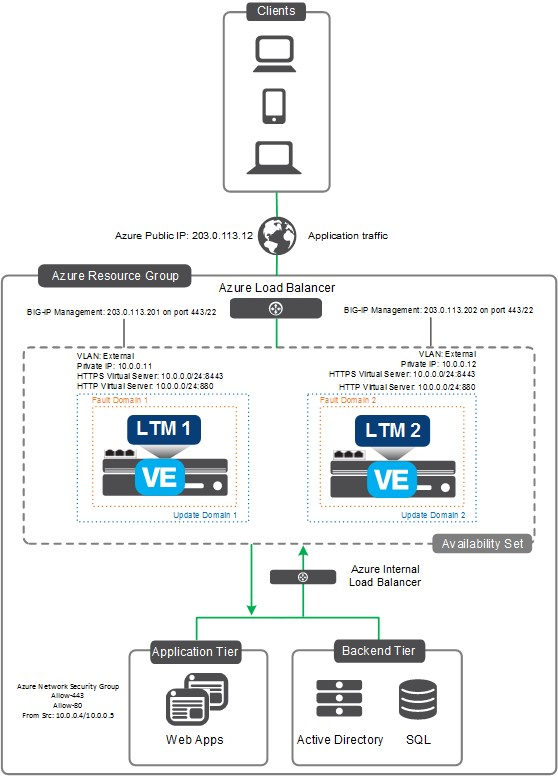 Clients
Azure Public IP: 203.0.113.12
Application traffic
Azure Resource Group
Azure Load Balancer
BIG-IP Management: 203.0.113.201 on port 443/22
BIG-IP Management: 203.0.113.202 on port 443/22
VLAN: External
Private IP: 10.0.0.11
HTTPS Virtual Server: 10.0.0.0/24:8443
HTTP Virtual Server: 10.0.0.0/24:880
VLAN: External
Private IP: 10.0.0.12
HTTPS Virtual Server: 10.0.0.0/24:8443
HTTP Virtual Server: 10.0.0.0/24:880
Fault Domain 1
LTM 1
VE
Update Domain 1
Fault Domain 2
LTM 2
VE
Update Domain 2
Availability Set
Azure Internal
Load Balancer
Application Tier
Web Apps
Backend Tier
Active Directory
SQL
Azure Network Security Group
Allow-443
Allow-80
From Src: 10.0.0.4/10.0.0.5